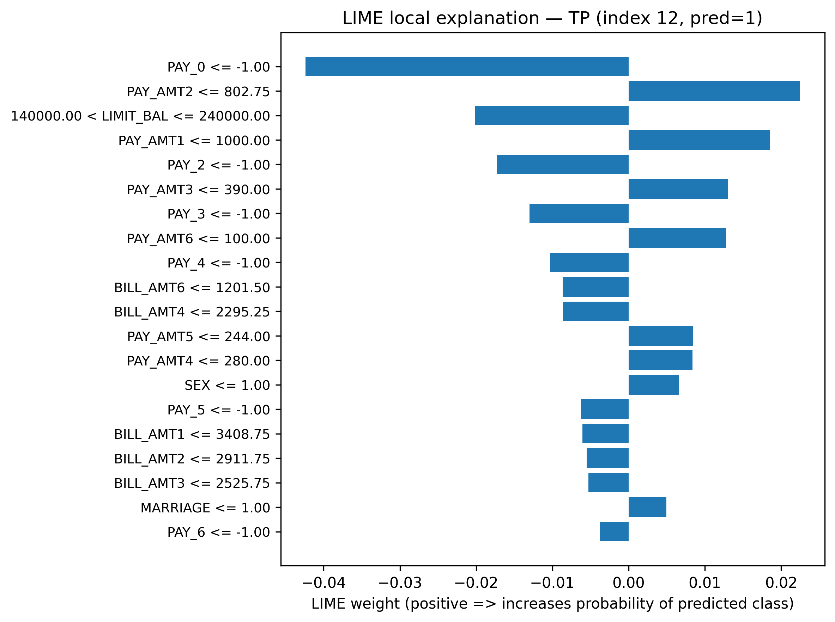 LIME local explanation — TP (index 12, pred=1)
PAY_0 <= -1.00
PAY_AMT2 <= 802.75
140000.00 < LIMIT_BAL <= 240000.00
PAY_AMT1 <= 1000.00
PAY_2 <= -1.00
PAY_AMT3 <= 390.00
PAY_3 <= -1.00
PAY_AMT6 <= 100.00
PAY_4 <= -1.00
BILL_AMT6 <= 1201.50
BILL_AMT4 <= 2295.25
PAY_AMT5 <= 244.00
PAY_AMT4 <= 280.00
SEX <= 1.00
PAY_5 <= -1.00
BILL_AMT1 <= 3408.75
BILL_AMT2 <= 2911.75
BILL_AMT3 <= 2525.75
MARRIAGE <= 1.00
PAY_6 <= -1.00
−0.04 −0.03 −0.02 −0.01 0.00 0.01 0.02
LIME weight (positive => increases probability of predicted class)